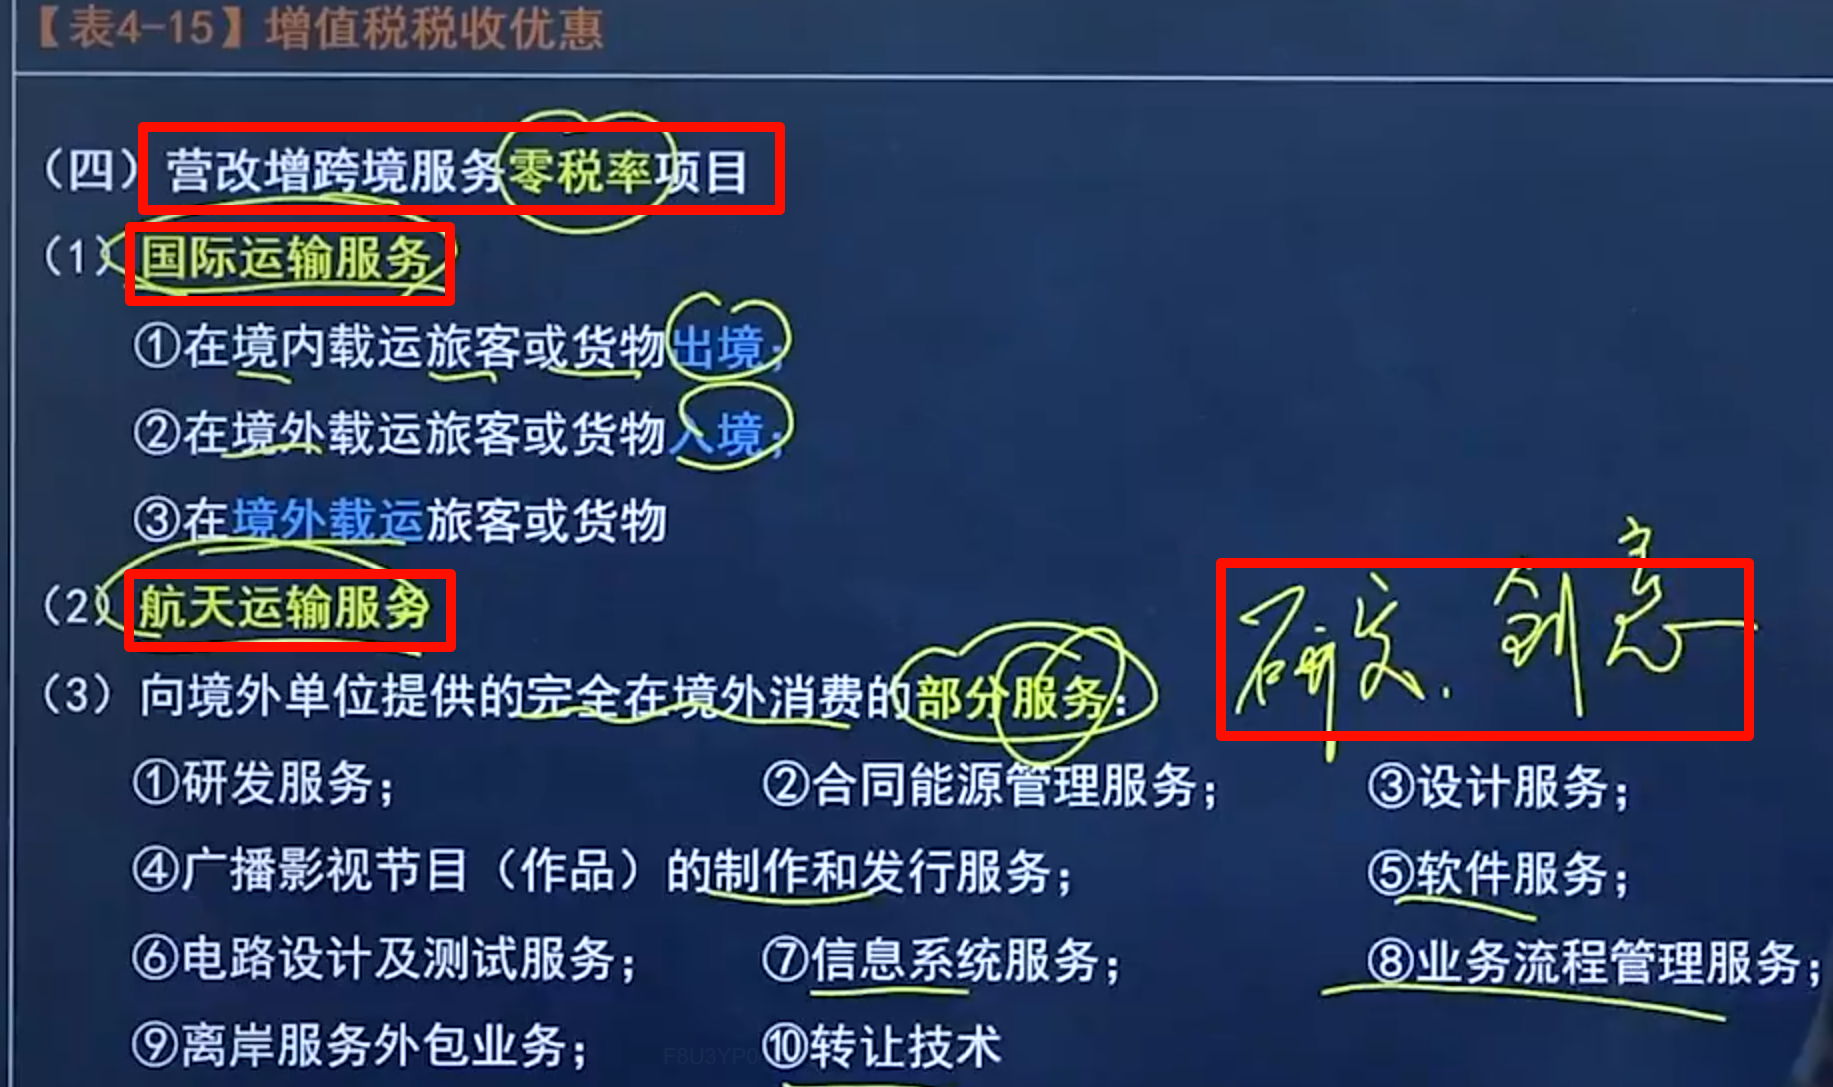 【表4-15】增值税税收优惠
（四）营改增跨境服务零税率项目
（1）国际运输服务
①在境内载运旅客或货物出境；
②在境外载运旅客或货物入境；
③在境外载运旅客或货物
（2）航天运输服务
研发．创意
（3）向境外单位提供的完全在境外消费的部分服务：
①研发服务； ②合同能源管理服务； ③设计服务；
④广播影视节目（作品）的制作和发行服务； ⑤软件服务；
⑥电路设计及测试服务； ⑦信息系统服务； ⑧业务流程管理服务；
⑨离岸服务外包业务； ⑩转让技术
F8U3YP0